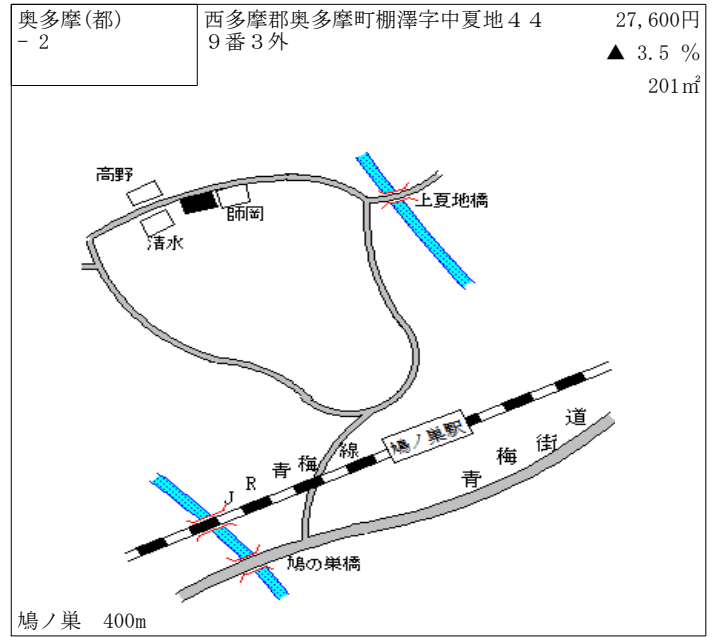 奥多摩(都)
- 2
西多摩郡奥多摩町棚澤字中夏地４４
９番３外
27,600円
▲ 3.5 %
201㎡
高野
師岡
清水
上夏地橋
鳩ノ巣駅
JR青梅線
青梅街道
鳩の巣橋
鳩ノ巣 400m